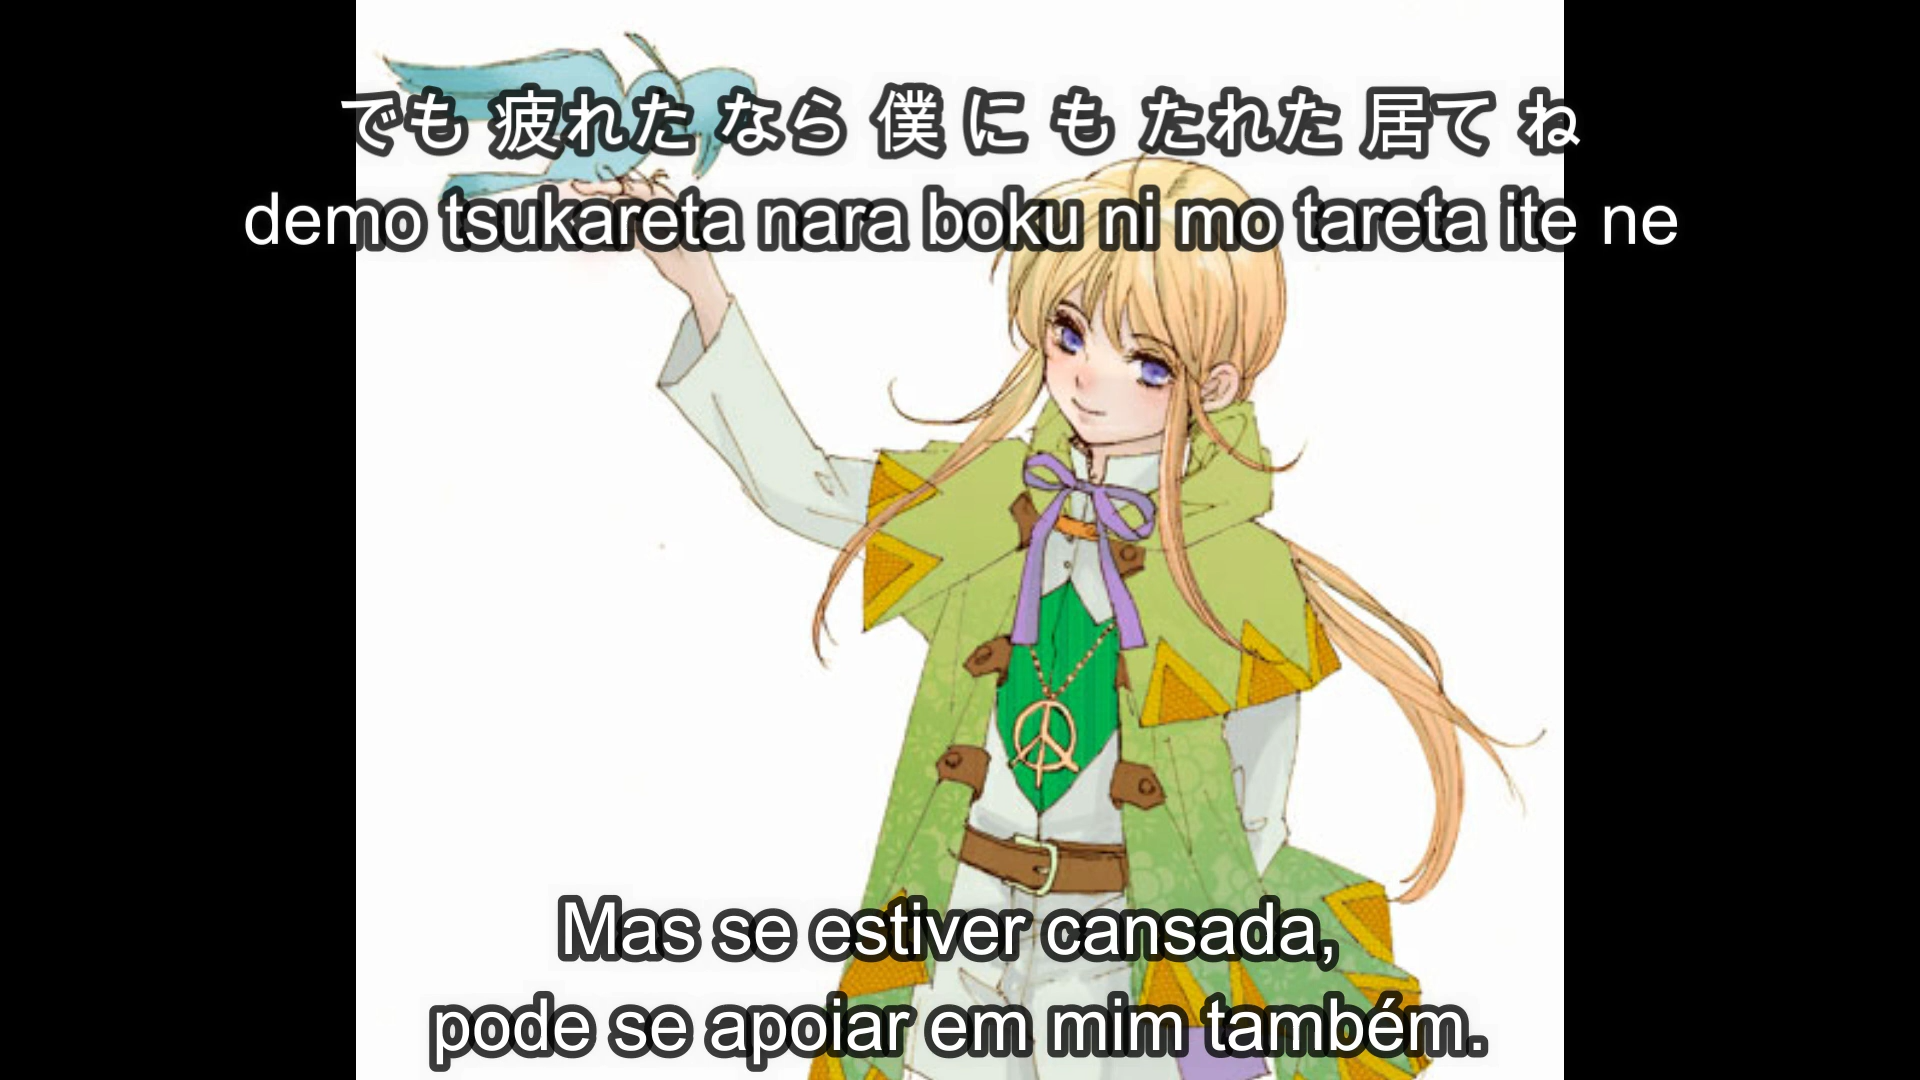 でも 疲れた なら 僕 に も たれた 居て ね
demo tsukareta nara boku ni mo tareta ite ne
Mas se estiver cansada,
pode se apoiar em mim também.